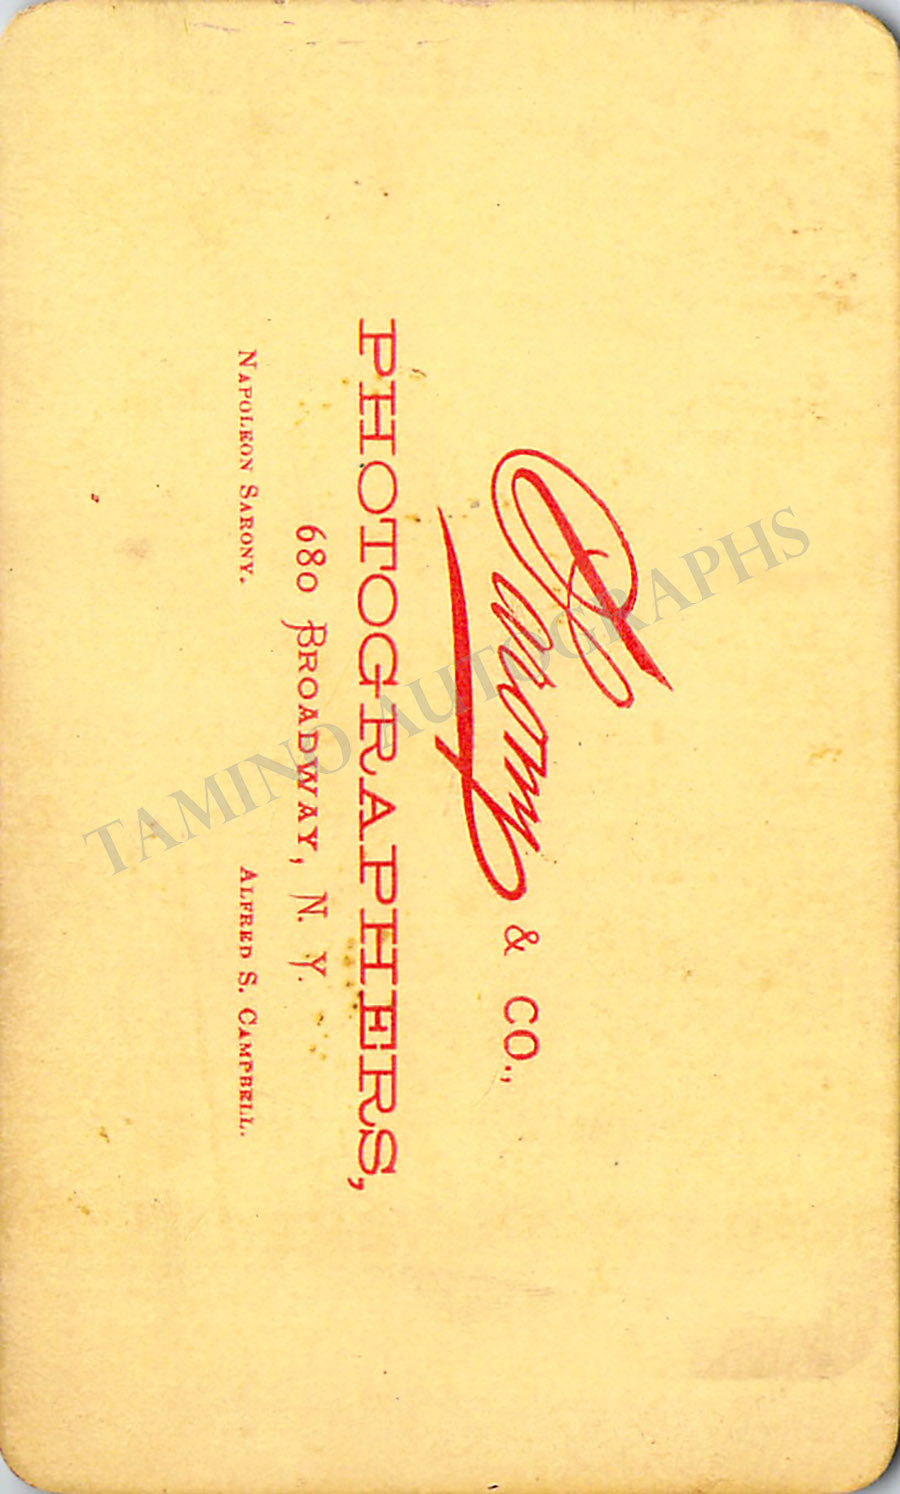 Sarony & CO.,
PHOTOGRAPHERS,
680 BROADWAY, N. Y.
NAPOLEON SARONY. ALFRED S. CAMPBELL.
TAMINO AUTOGRAPHS